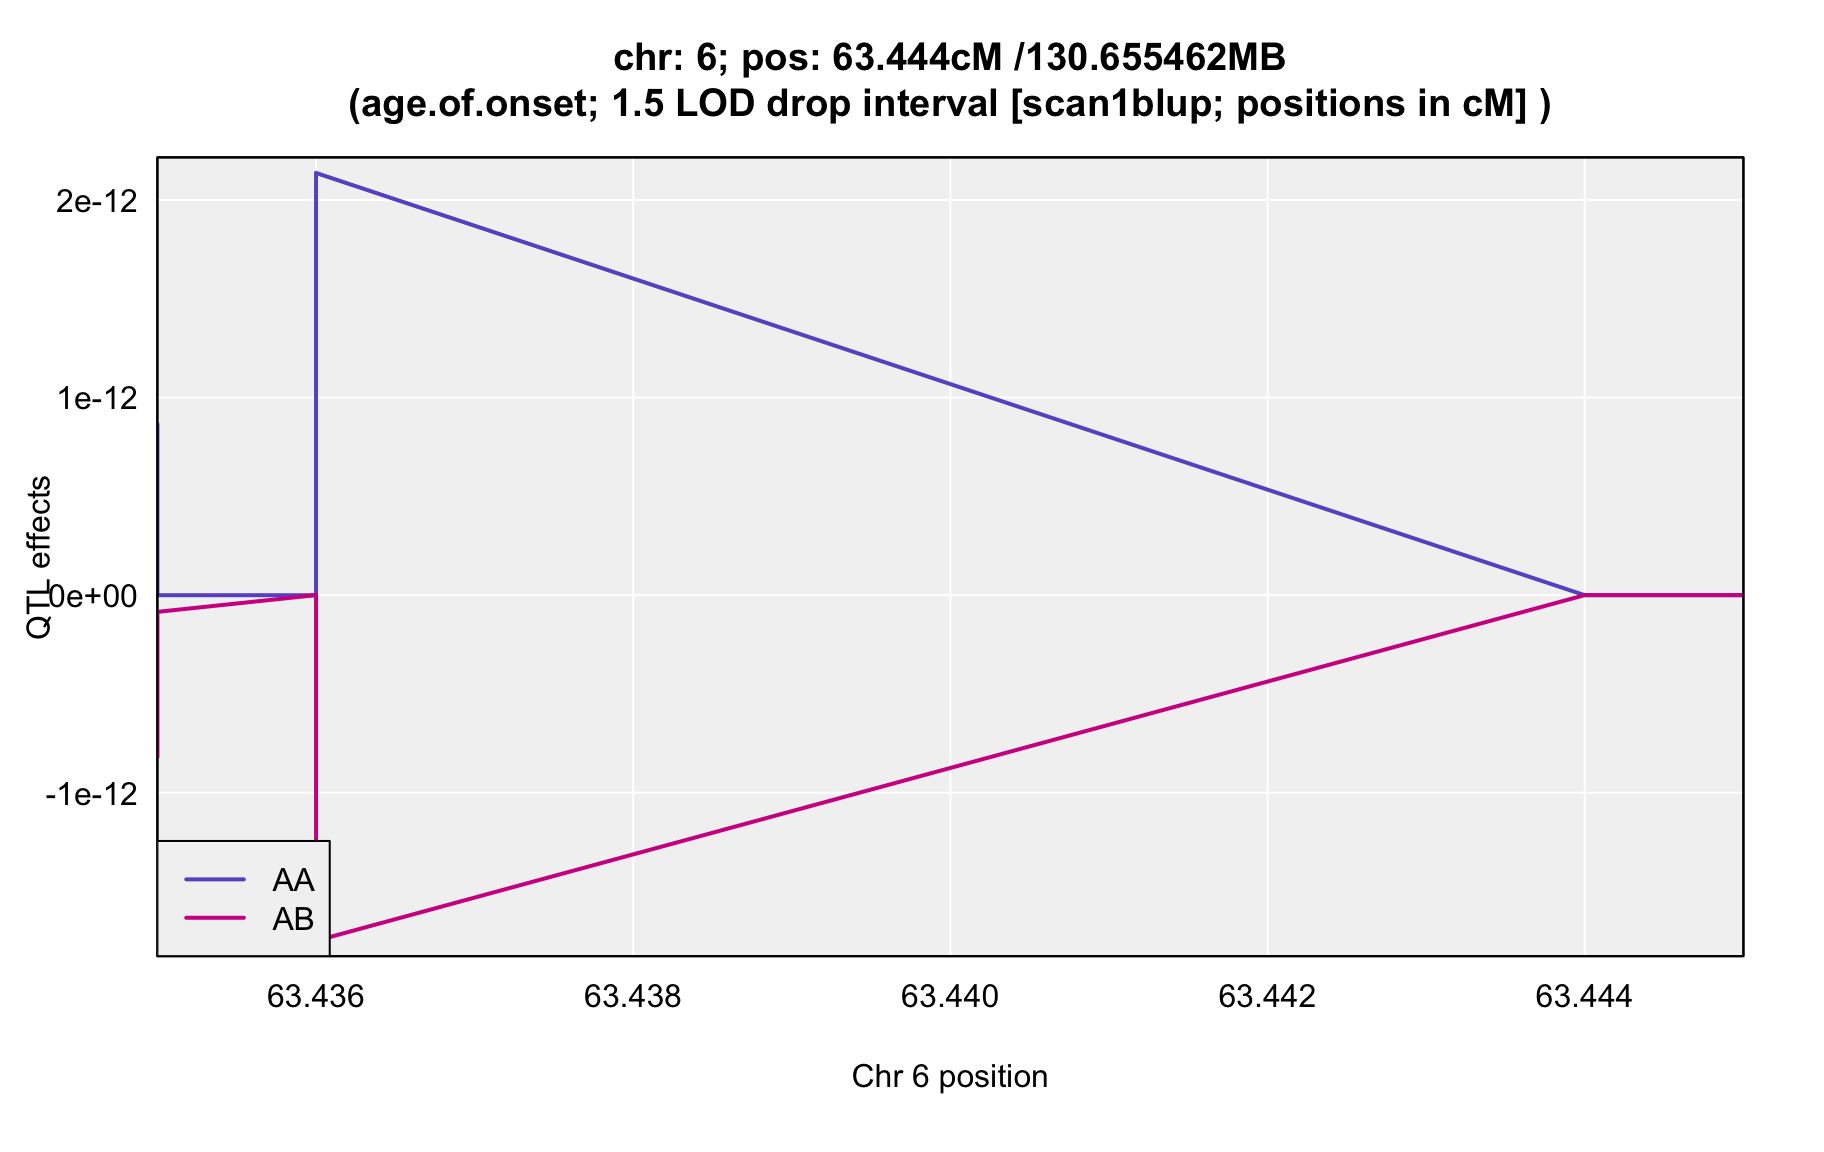 chr: 6; pos: 63.444cM /130.655462MB
(age.of.onset; 1.5 LOD drop interval [scan1blup; positions in cM] )
QTL effects
2e-12
1e-12
0e+00
-1e-12
AA
AB
63.436 63.438 63.440 63.442 63.444
Chr 6 position